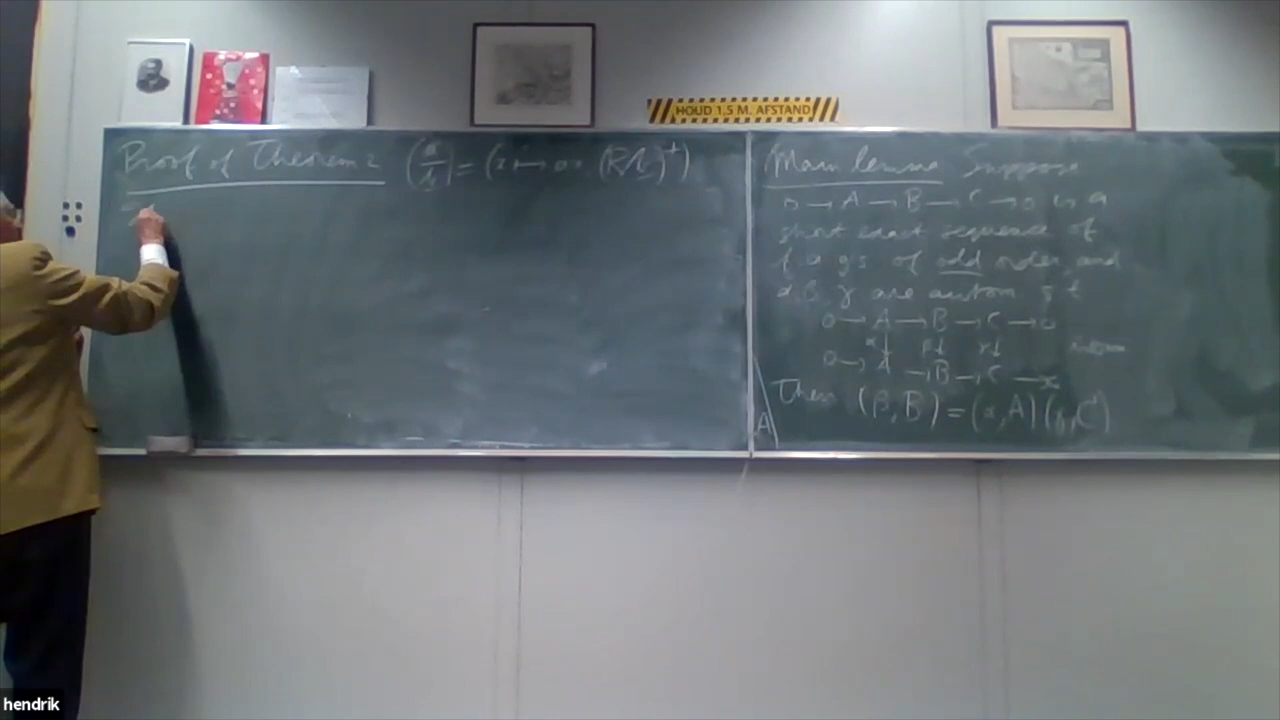 HOUD 1,5 M. AFSTAND
Proof of Theorem 2 (a/b) = (x ↦ ax, (R/b)⁺)
Main lemma Suppose
0 → A → B → C → 0 is a
short exact sequence of
of odd order, and
α, β, γ are autom. s.t.
0 → A → B → C → 0
α↓ β↓ γ↓
0 → A → B → C → 0
Then (β, B) = (α, A)(γ, C)
A
hendrik